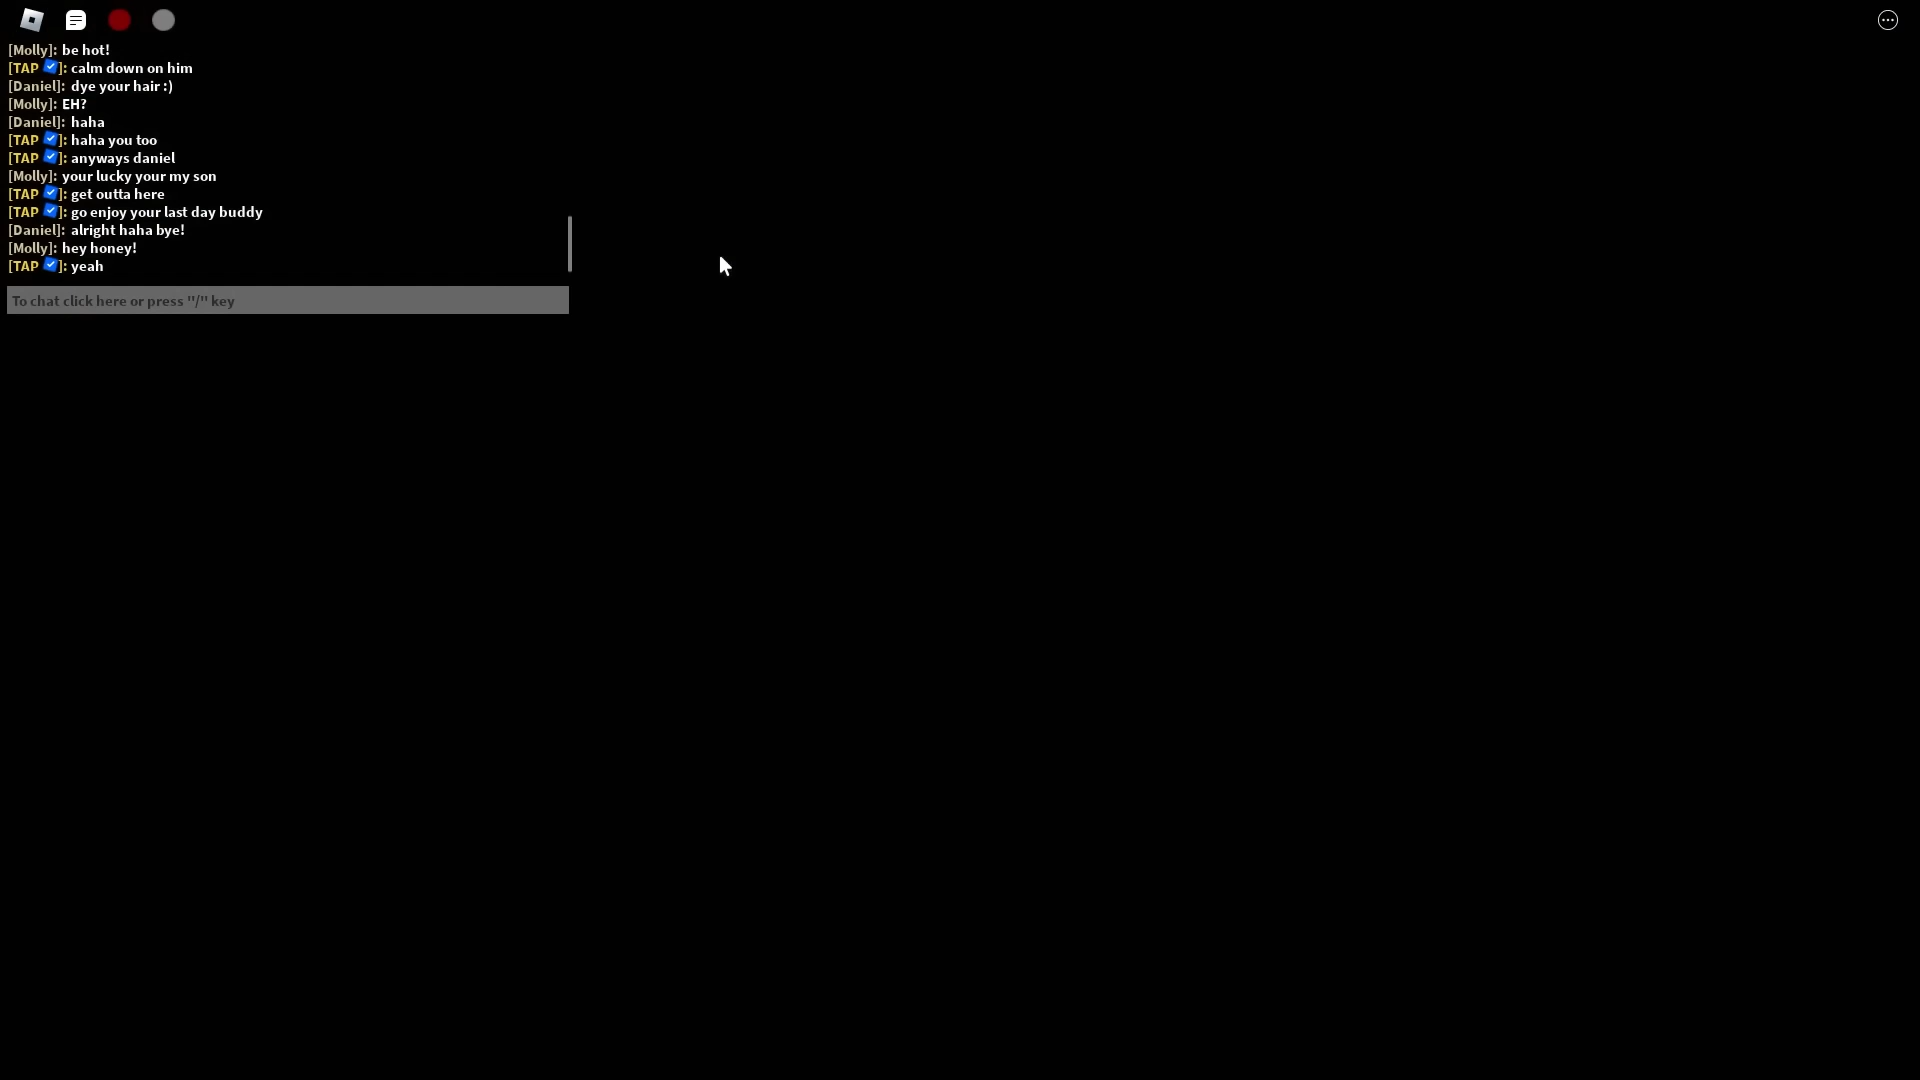 [Molly]: be hot!
[TAP ☑]: calm down on him
[Daniel]: dye your hair :)
[Molly]: EH?
[Daniel]: haha
[TAP ☑]: haha you too
[TAP ☑]: anyways daniel
[Molly]: your lucky your my son
[TAP ☑]: get outta here
[TAP ☑]: go enjoy your last day buddy
[Daniel]: alright haha bye!
[Molly]: hey honey!
[TAP ☑]: yeah
To chat click here or press "/" key